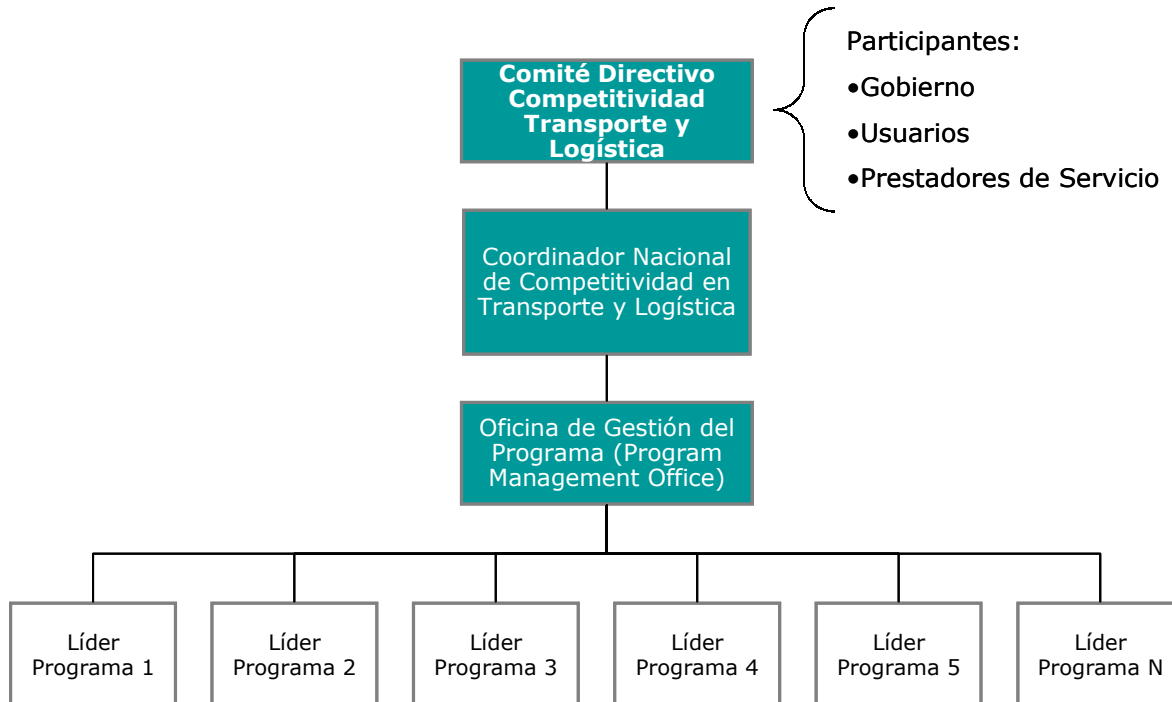 Comité Directivo
Competitividad
Transporte y
Logística
Participantes:
•Gobierno
•Usuarios
•Prestadores de Servicio
Coordinador Nacional
de Competitividad en
Transporte y Logística
Oficina de Gestión del
Programa (Program
Management Office)
Líder
Programa 1
Líder
Programa 2
Líder
Programa 3
Líder
Programa 4
Líder
Programa 5
Líder
Programa N